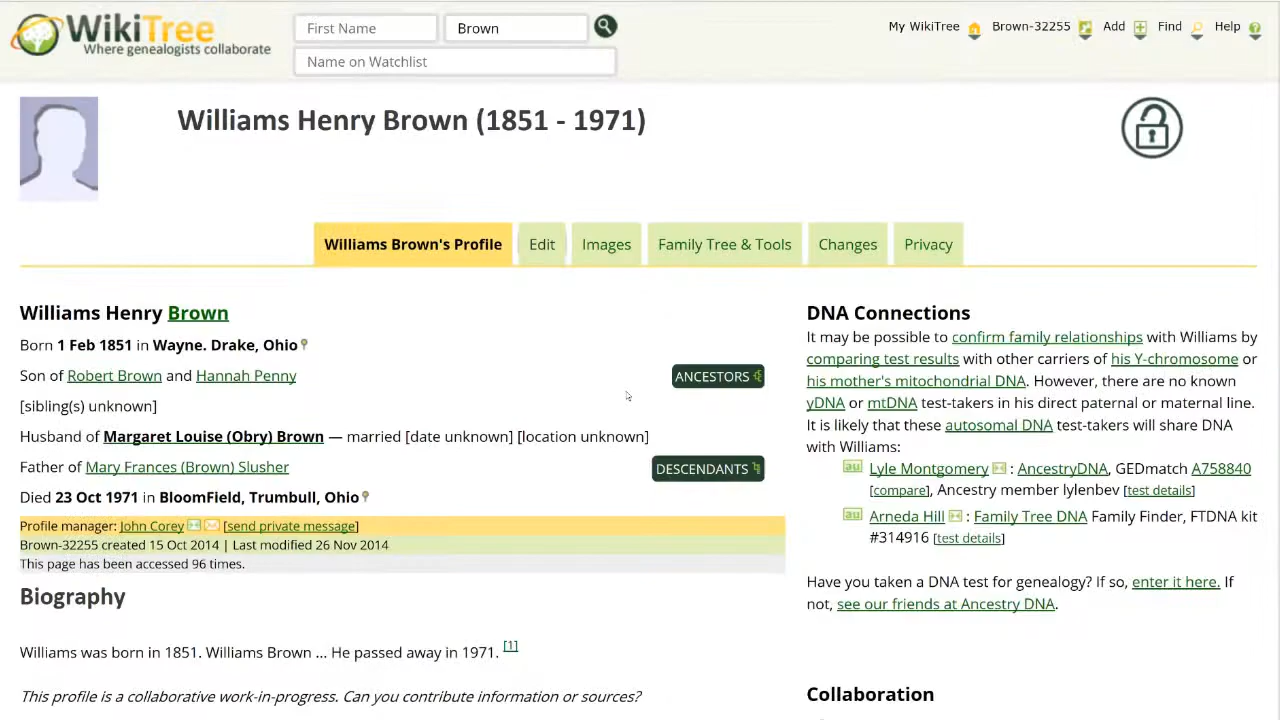 WikiTree
Where genealogists collaborate
First Name
Brown
Name on Watchlist
My WikiTree
Brown-32255
Add
Find
Help
Williams Henry Brown (1851 - 1971)
Williams Brown's Profile
Edit
Images
Family Tree & Tools
Changes
Privacy
Williams Henry Brown
Born 1 Feb 1851 in Wayne. Drake, Ohio
Son of Robert Brown and Hannah Penny
ANCESTORS
[sibling(s) unknown]
Husband of Margaret Louise (Obry) Brown — married [date unknown] [location unknown]
Father of Mary Frances (Brown) Slusher
DESCENDANTS
Died 23 Oct 1971 in BloomField, Trumbull, Ohio
Profile manager: John Corey [send private message]
Brown-32255 created 15 Oct 2014 | Last modified 26 Nov 2014
This page has been accessed 96 times.
Biography
Williams was born in 1851. Williams Brown ... He passed away in 1971. [1]
This profile is a collaborative work-in-progress. Can you contribute information or sources?
DNA Connections
It may be possible to confirm family relationships with Williams by
comparing test results with other carriers of his Y-chromosome or
his mother's mitochondrial DNA. However, there are no known
yDNA or mtDNA test-takers in his direct paternal or maternal line.
It is likely that these autosomal DNA test-takers will share DNA
with Williams:
au Lyle Montgomery : AncestryDNA, GEDmatch A758840
[compare], Ancestry member lylenbev [test details]
au Arneda Hill : Family Tree DNA Family Finder, FTDNA kit
#314916 [test details]
Have you taken a DNA test for genealogy? If so, enter it here. If
not, see our friends at Ancestry DNA.
Collaboration